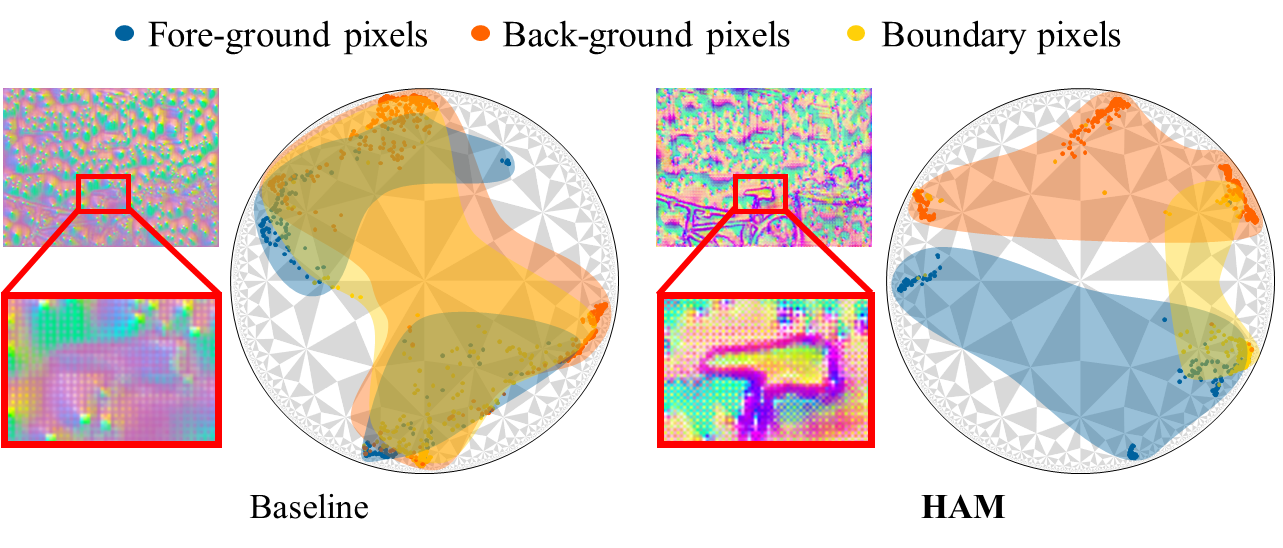 Fore-ground pixels Back-ground pixels Boundary pixels
Baseline HAM